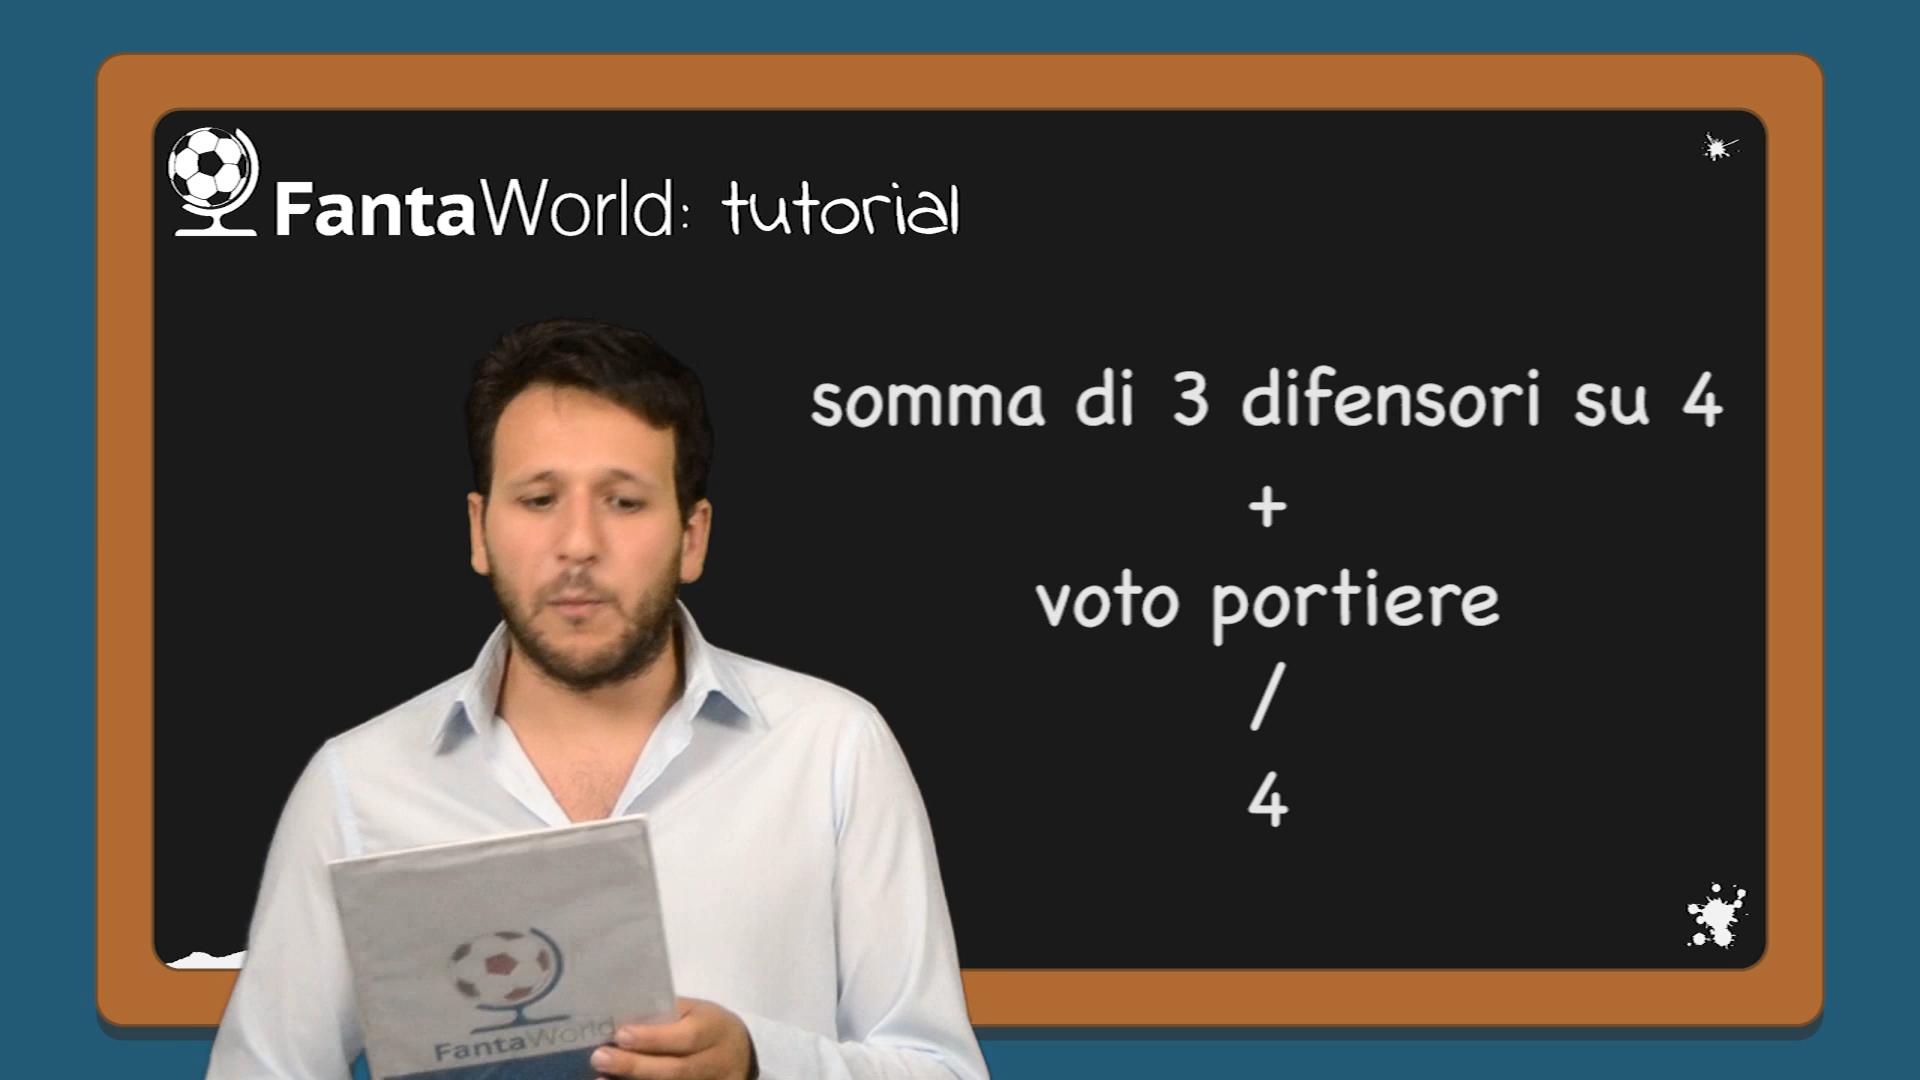 FantaWorld: tutorial
somma di 3 difensori su 4
+
voto portiere
/
4
FantaWorld